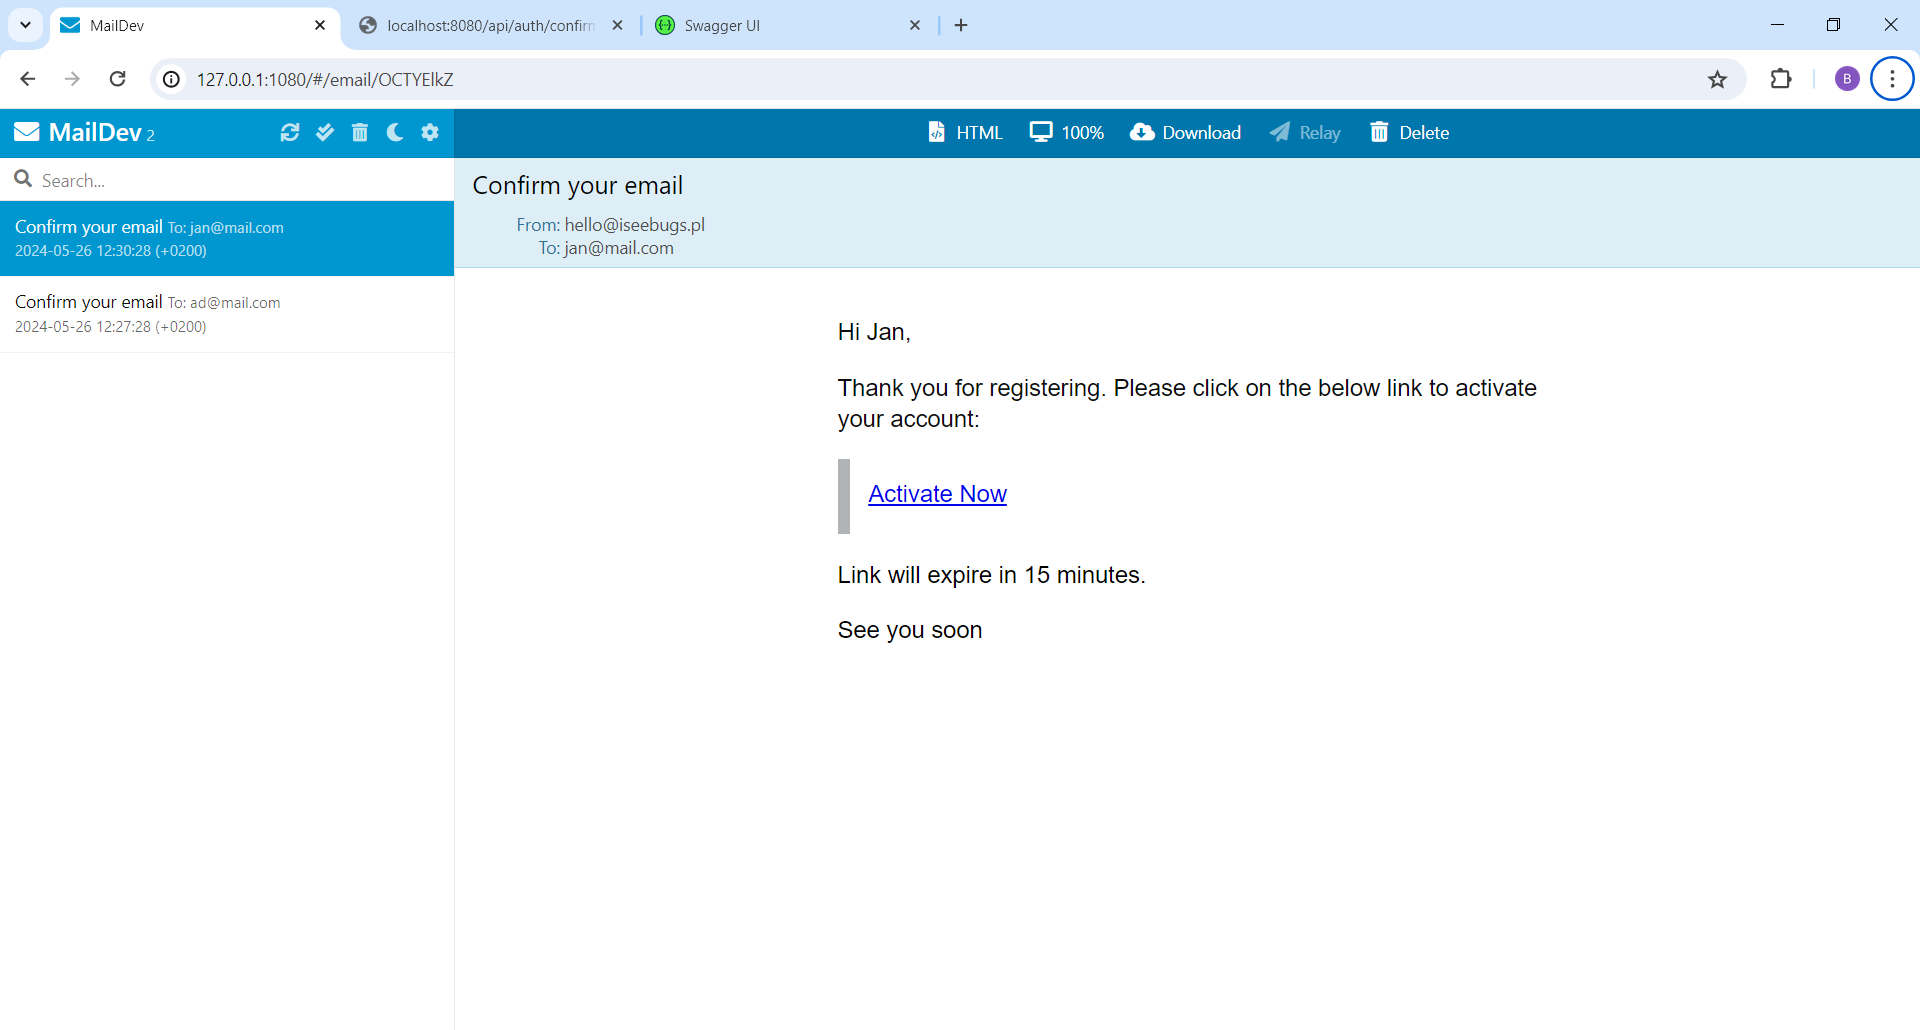 MailDev
localhost:8080/api/auth/confirm
Swagger UI
127.0.0.1:1080/#/email/OCTYElkZ
B
MailDev 2
HTML
100%
Download
Relay
Delete
Search...
Confirm your email To: jan@mail.com
2024-05-26 12:30:28 (+0200)
Confirm your email To: ad@mail.com
2024-05-26 12:27:28 (+0200)
Confirm your email
From: hello@iseebugs.pl
To: jan@mail.com
Hi Jan,
Thank you for registering. Please click on the below link to activate
your account:
Activate Now
Link will expire in 15 minutes.
See you soon